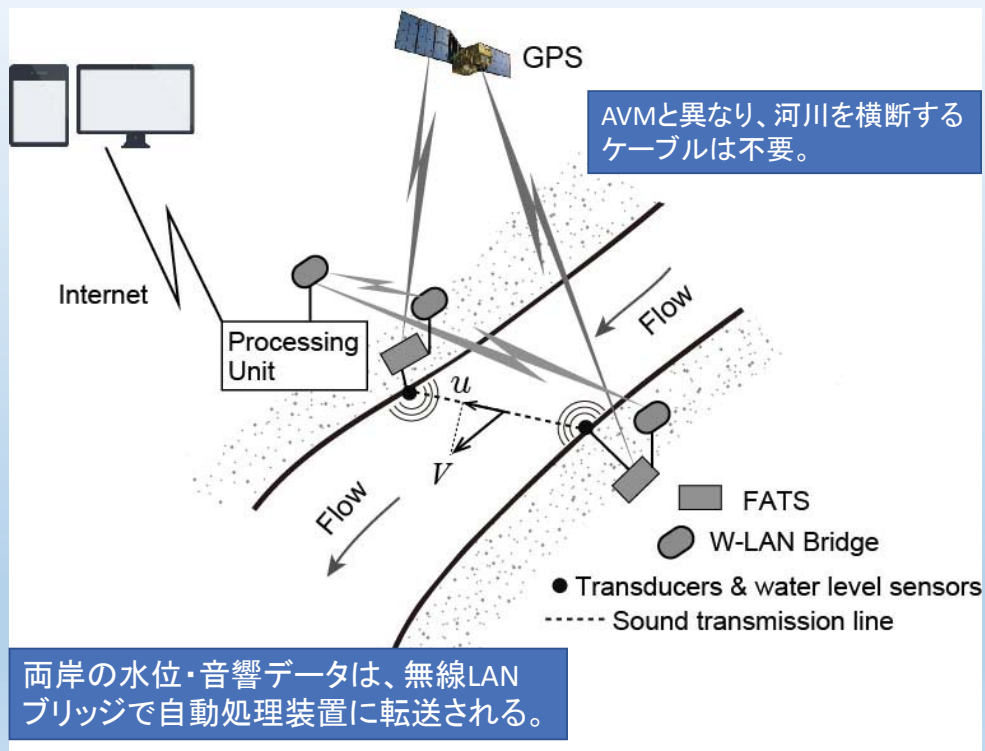 GPS
AVMと異なり、河川を横断する
ケーブルは不要。
Internet
Processing
Unit
Flow
u
V
Flow
FATS
W-LAN Bridge
Transducers & water level sensors
Sound transmission line
両岸の水位・音響データは、無線LAN
ブリッジで自動処理装置に転送される。